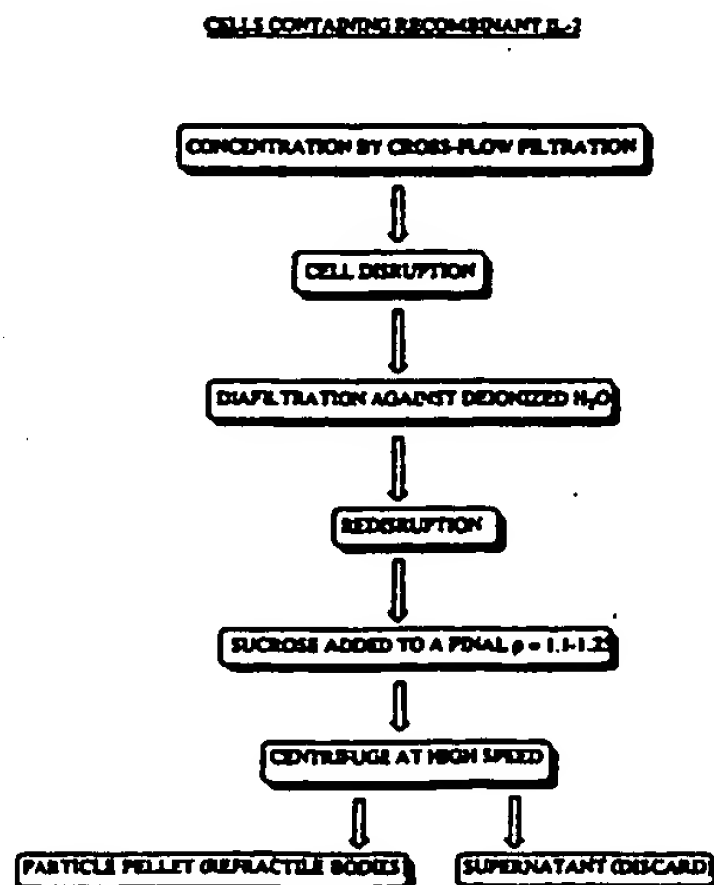 CELLS CONTAINING RECOMBINANT IL-2
CONCENTRATION BY CROSS-FLOW FILTRATION
CELL DISRUPTION
DIAFILTRATION AGAINST DEIONIZED H₂O
REDISRUPTION
SUCROSE ADDED TO A FINAL ρ = 1.1-1.25
CENTRIFUGE AT HIGH SPEED
PARTICLE PELLET (REFRACTILE BODIES
SUPERNATANT (DISCARD)